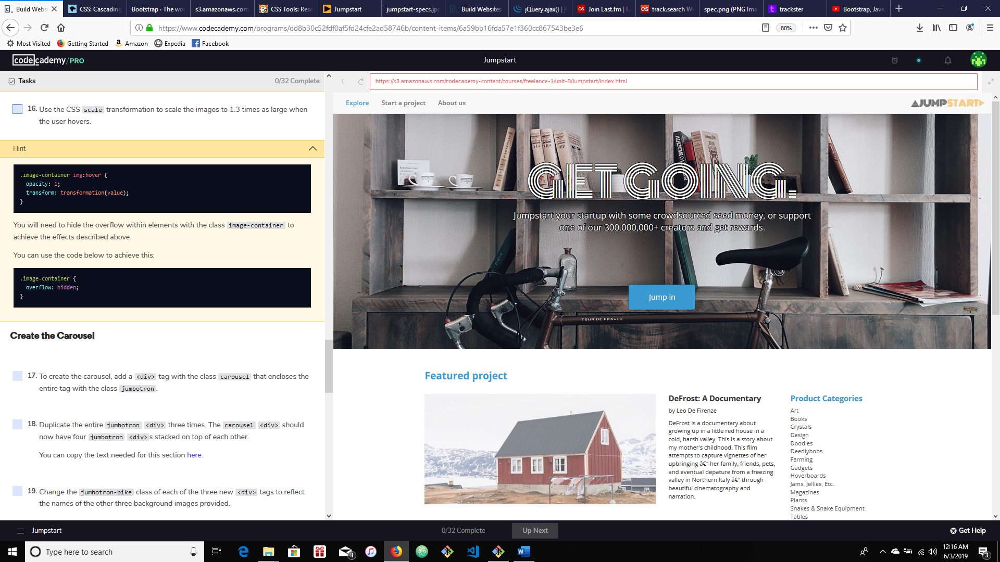 Build Websi
CSS: Cascading
Bootstrap · The wo
s3.amazonaws.com
CSS Tools: Rese
Jumpstart
jumpstart-specs.jp
Build Websites
jQuery.ajax() | j
Join Last.fm | L
track.search W
spec.png (PNG Ima
trackster
Bootstrap, Java
https://www.codecademy.com/programs/dd8b30c52fdf0af5fd24cfe2ad58746b/content-items/6a59bb16fda57e1f360cc867543be3e6
80%
Most Visited
Getting Started
Amazon
Expedia
Facebook
codecademy/PRO
Jumpstart
Tasks
0/32 Complete
16. Use the CSS scale transformation to scale the images to 1.3 times as large when
the user hovers.
Hint
.image-container img:hover {
opacity: 1;
transform: transformation(value);
}
You will need to hide the overflow within elements with the class image-container to
achieve the effects described above.
You can use the code below to achieve this:
.image-container {
overflow: hidden;
}
Create the Carousel
17. To create the carousel, add a <div> tag with the class carousel that encloses the
entire tag with the class jumbotron.
18. Duplicate the entire jumbotron <div> three times. The carousel <div> should
now have four jumbotron <div>s stacked on top of each other.
You can copy the text needed for this section here.
19. Change the jumbotron-bike class of each of the three new <div> tags to reflect
the names of the other three background images provided.
https://s3.amazonaws.com/codecademy-content/courses/freelance-1/unit-8/Jumpstart/index.html
Explore
Start a project
About us
JUMPSTART
GET GOING.
Jumpstart your startup with some crowdsourced seed money, or support
one of our 300,000,000+ creators and get rewards.
Jump in
TOUR DE FRANCE
Featured project
DeFrost: A Documentary
by Leo De Firenze
DeFrost is a documentary about
growing up in a little red house in a
cold, harsh valley. This is a story about
my mother's childhood. This film
attempts to capture vignettes of her
upbringing â€” her family, friends, pets,
and eventual depature from a freezing
valley in Northern Italy â€” through
beautiful cinematography and
narration.
Product Categories
Art
Books
Crystals
Design
Doodles
Deedlybobs
Farming
Gadgets
Hoverboards
Jams, Jellies, Etc.
Magazines
Plants
Snakes & Snake Equipment
Tables
Jumpstart
0/32 Complete
Up Next
Get Help
Type here to search
3
12:16 AM
6/3/2019
3